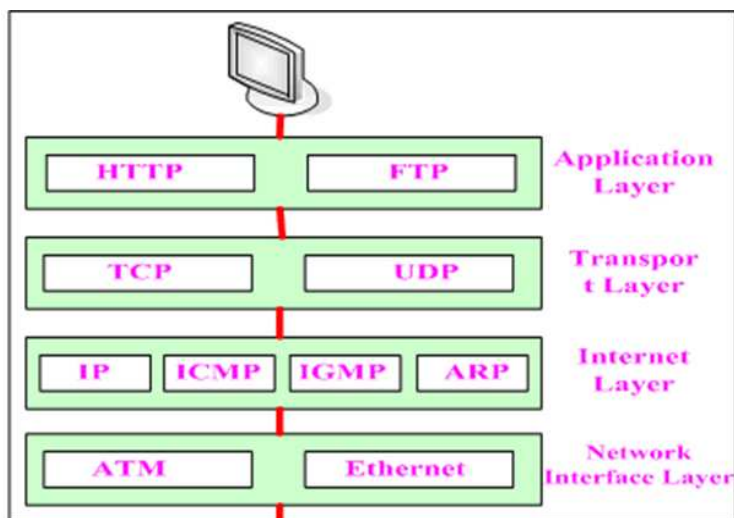 HTTP FTP
Application
Layer
TCP UDP
Transpor
t Layer
IP ICMP IGMP ARP
Internet
Layer
ATM Ethernet
Network
Interface Layer